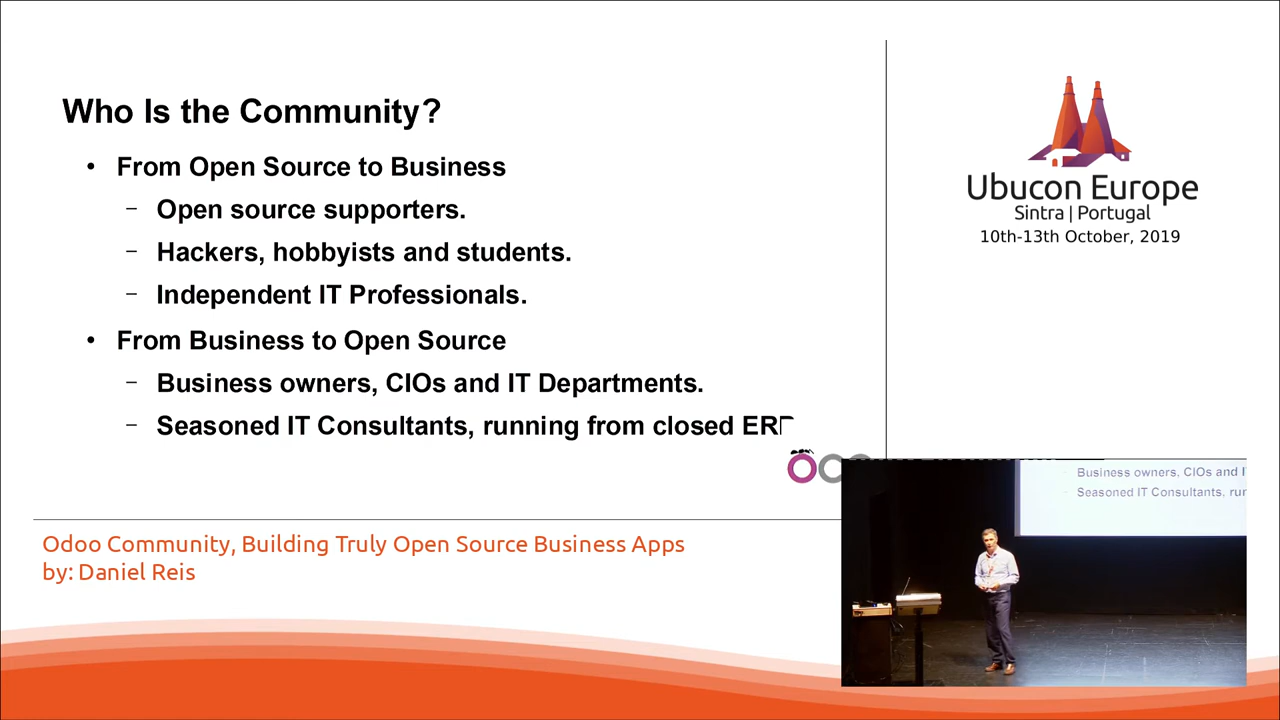 Who Is the Community?
• From Open Source to Business
– Open source supporters.
– Hackers, hobbyists and students.
– Independent IT Professionals.
• From Business to Open Source
– Business owners, CIOs and IT Departments.
– Seasoned IT Consultants, running from closed
Ubucon Europe
Sintra | Portugal
10th-13th October, 2019
Odoo Community, Building Truly Open Source Business Apps
by: Daniel Reis
Business owners, CIOs and
Seasoned IT Consultants,